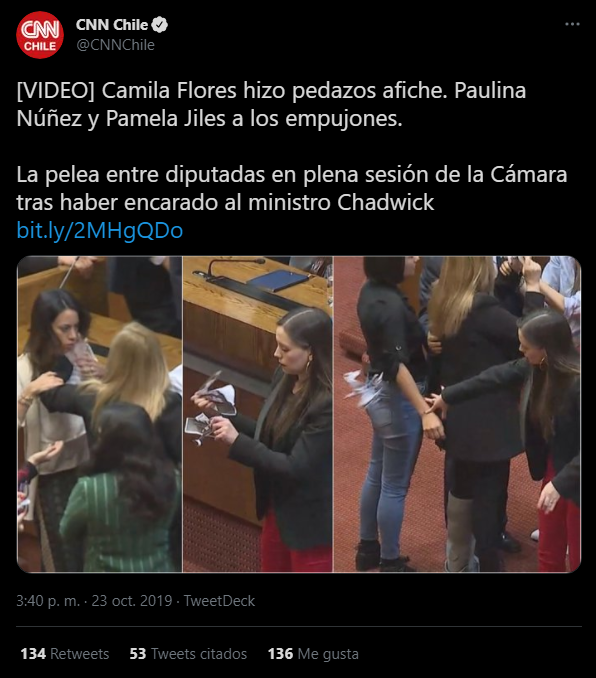 CNN
CHILE
CNN Chile
@CNNChile
[VIDEO] Camila Flores hizo pedazos afiche. Paulina
Núñez y Pamela Jiles a los empujones.
La pelea entre diputadas en plena sesión de la Cámara
tras haber encarado al ministro Chadwick
bit.ly/2MHgQDo
3:40 p. m. · 23 oct. 2019 · TweetDeck
134 Retweets 53 Tweets citados 136 Me gusta